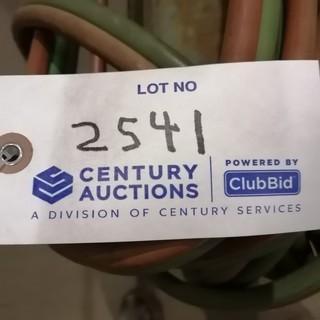 LOT NO
2541
CENTURY AUCTIONS
POWERED BY
ClubBid
A DIVISION OF CENTURY SERVICES